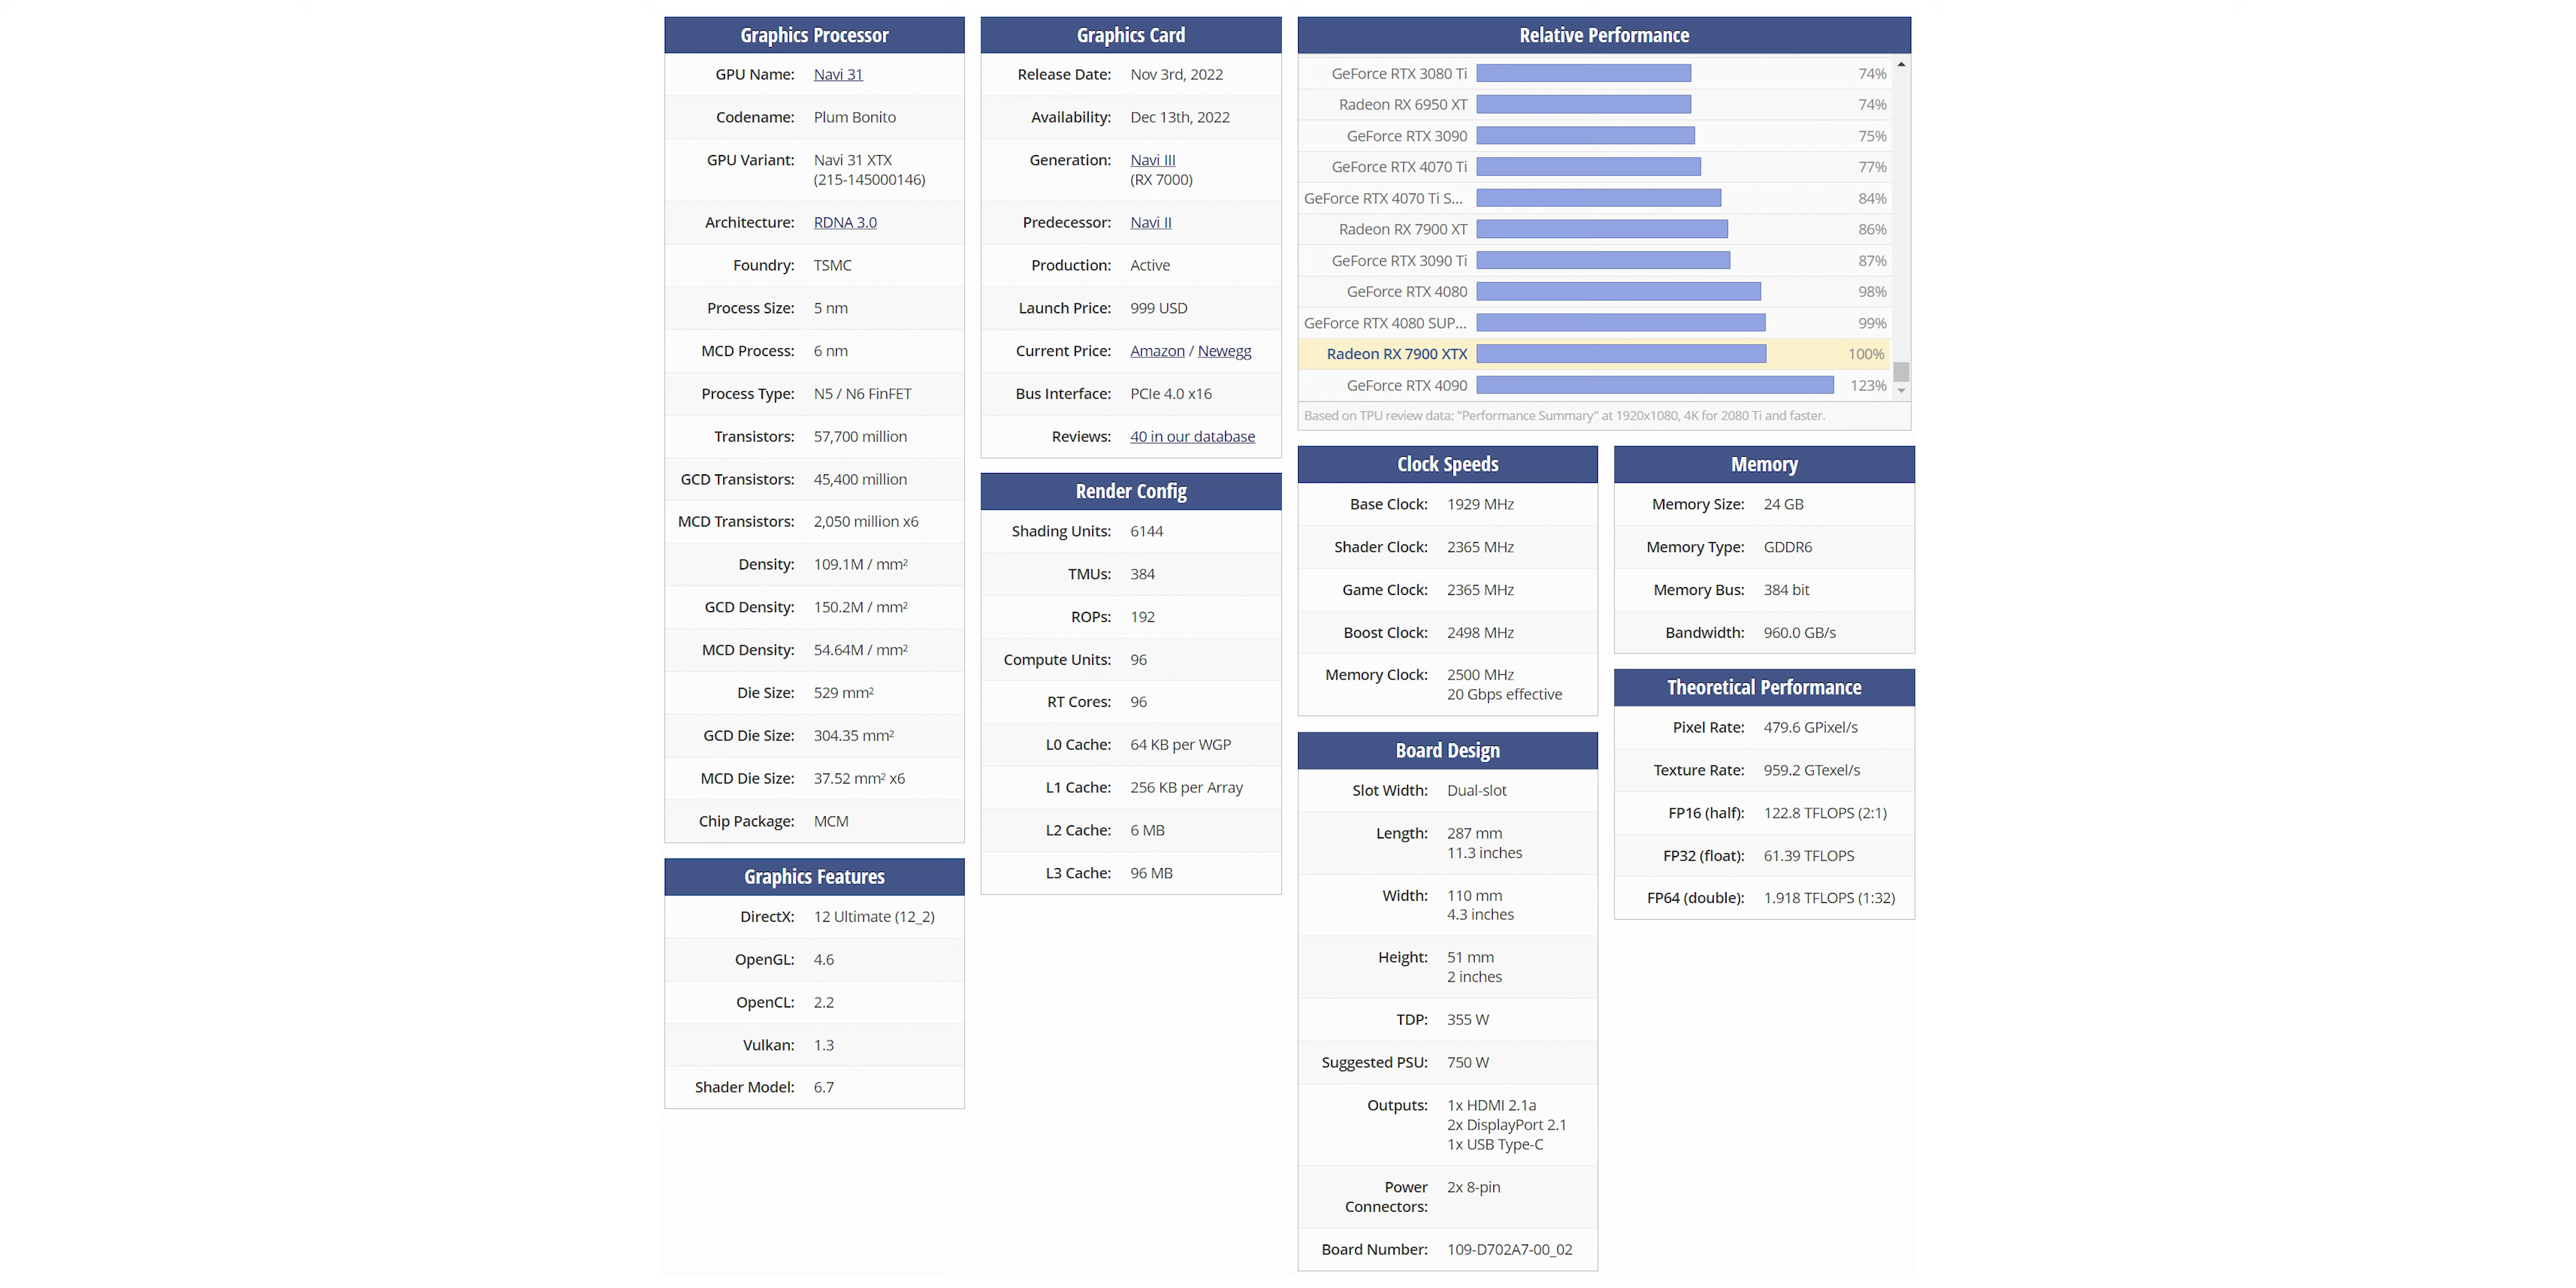 Graphics Processor
GPU Name: Navi 31
Codename: Plum Bonito
GPU Variant: Navi 31 XTX
(215-145000146)
Architecture: RDNA 3.0
Foundry: TSMC
Process Size: 5 nm
MCD Process: 6 nm
Process Type: N5 / N6 FinFET
Transistors: 57,700 million
GCD Transistors: 45,400 million
MCD Transistors: 2,050 million x6
Density: 109.1M / mm²
GCD Density: 150.2M / mm²
MCD Density: 54.64M / mm²
Die Size: 529 mm²
GCD Die Size: 304.35 mm²
MCD Die Size: 37.52 mm² x6
Chip Package: MCM
Graphics Features
DirectX: 12 Ultimate (12_2)
OpenGL: 4.6
OpenCL: 2.2
Vulkan: 1.3
Shader Model: 6.7
Graphics Card
Release Date: Nov 3rd, 2022
Availability: Dec 13th, 2022
Generation: Navi III
(RX 7000)
Predecessor: Navi II
Production: Active
Launch Price: 999 USD
Current Price: Amazon / Newegg
Bus Interface: PCIe 4.0 x16
Reviews: 40 in our database
Render Config
Shading Units: 6144
TMUs: 384
ROPs: 192
Compute Units: 96
RT Cores: 96
L0 Cache: 64 KB per WGP
L1 Cache: 256 KB per Array
L2 Cache: 6 MB
L3 Cache: 96 MB
Relative Performance
GeForce RTX 3080 Ti 74%
Radeon RX 6950 XT 74%
GeForce RTX 3090 75%
GeForce RTX 4070 Ti 77%
GeForce RTX 4070 Ti S... 84%
Radeon RX 7900 XT 86%
GeForce RTX 3090 Ti 87%
GeForce RTX 4080 98%
GeForce RTX 4080 SUP... 99%
Radeon RX 7900 XTX 100%
GeForce RTX 4090 123%
Based on TPU review data: "Performance Summary" at 1920x1080, 4K for 2080 Ti and faster.
Clock Speeds
Base Clock: 1929 MHz
Shader Clock: 2365 MHz
Game Clock: 2365 MHz
Boost Clock: 2498 MHz
Memory Clock: 2500 MHz
20 Gbps effective
Board Design
Slot Width: Dual-slot
Length: 287 mm
11.3 inches
Width: 110 mm
4.3 inches
Height: 51 mm
2 inches
TDP: 355 W
Suggested PSU: 750 W
Outputs: 1x HDMI 2.1a
2x DisplayPort 2.1
1x USB Type-C
Power 2x 8-pin
Connectors:
Board Number: 109-D702A7-00_02
Memory
Memory Size: 24 GB
Memory Type: GDDR6
Memory Bus: 384 bit
Bandwidth: 960.0 GB/s
Theoretical Performance
Pixel Rate: 479.6 GPixel/s
Texture Rate: 959.2 GTexel/s
FP16 (half): 122.8 TFLOPS (2:1)
FP32 (float): 61.39 TFLOPS
FP64 (double): 1.918 TFLOPS (1:32)